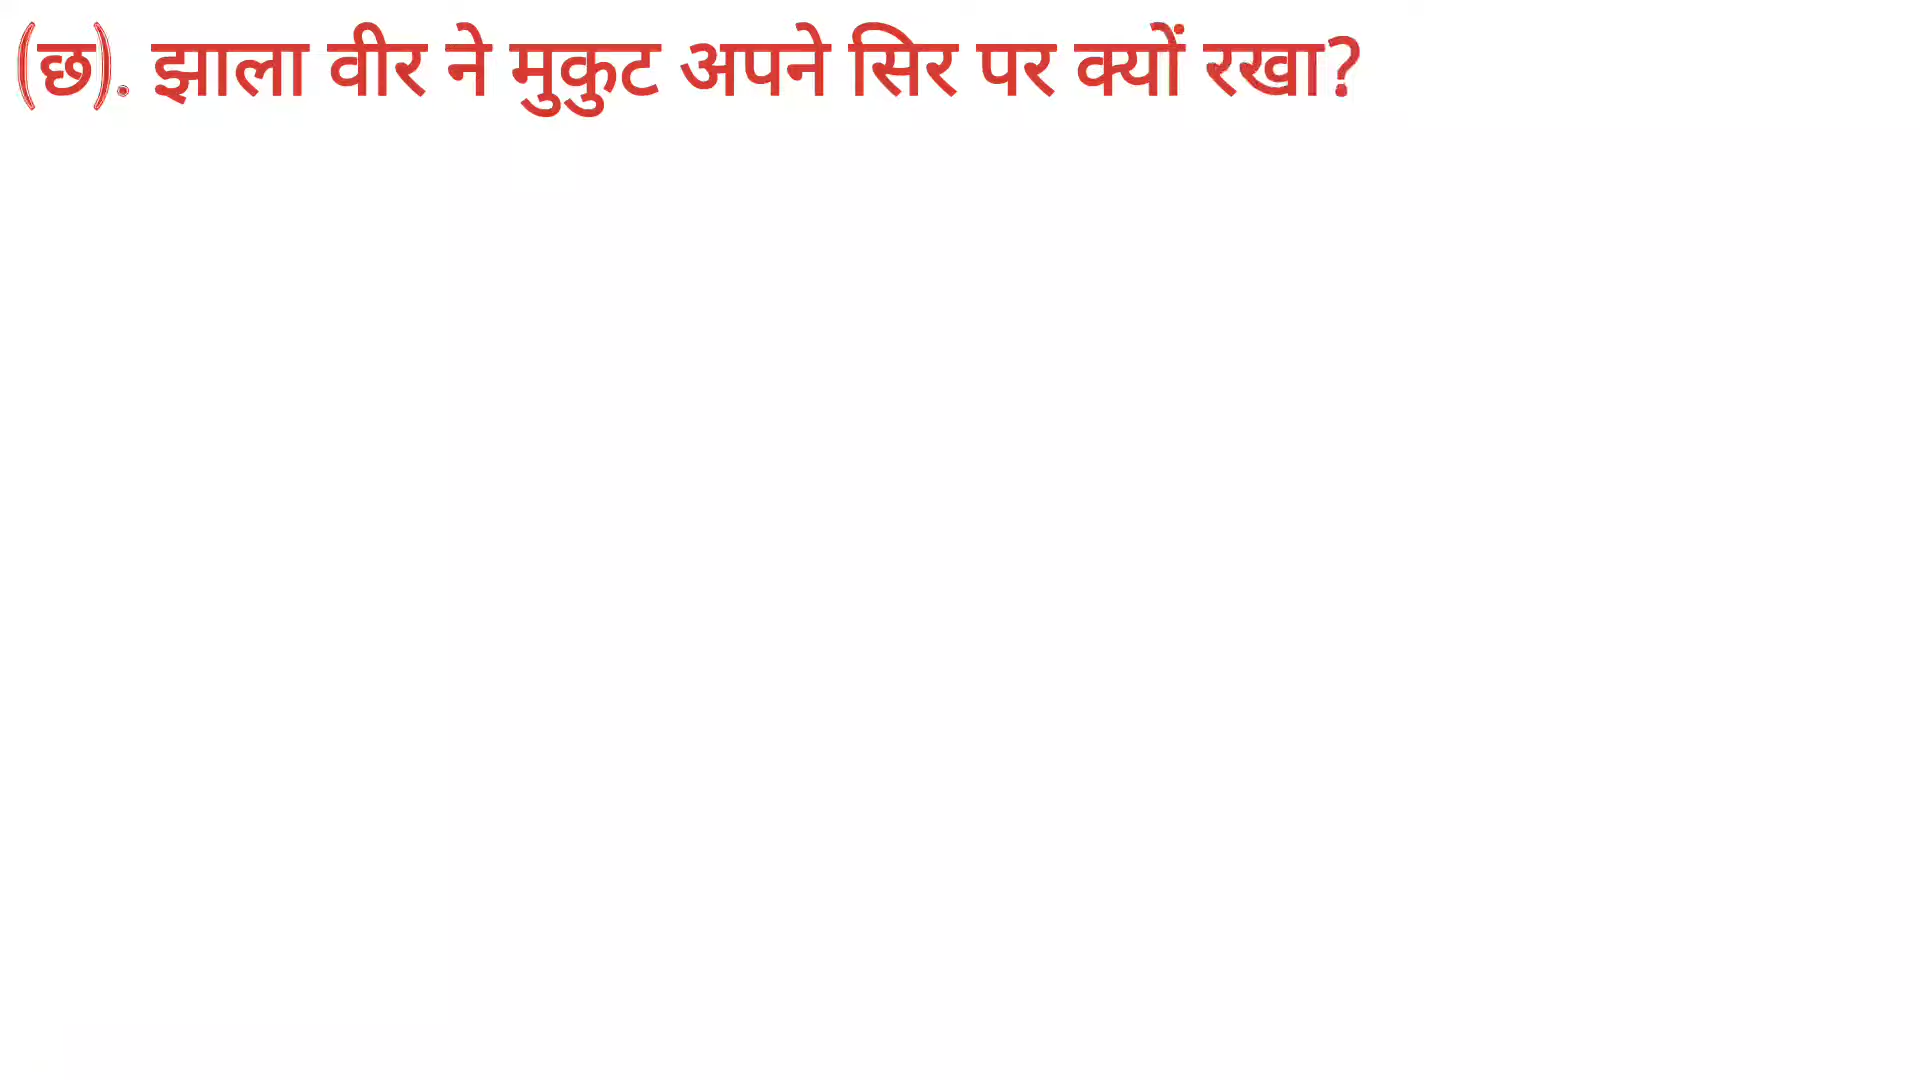 (छ). झाला वीर ने मुकुट अपने सिर पर क्यों रखा?